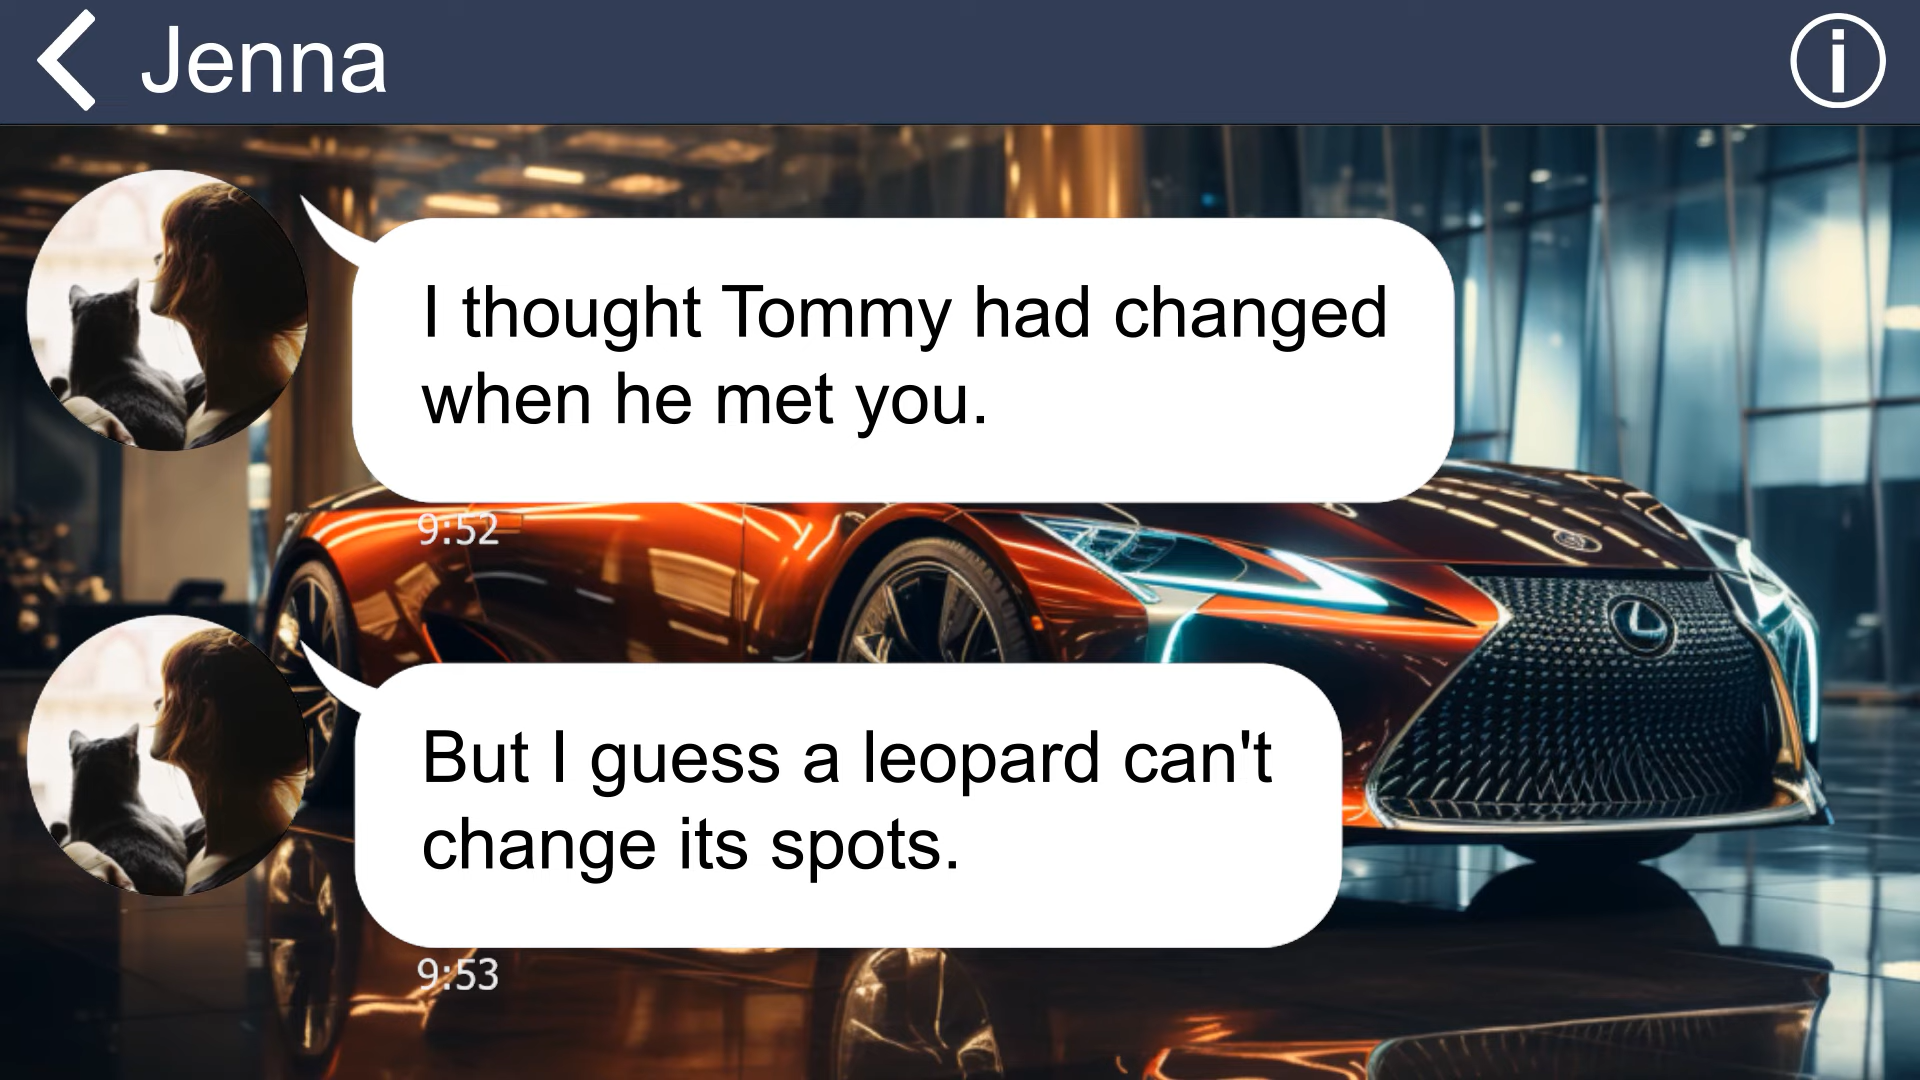 Jenna
I thought Tommy had changed
when he met you.
9:52
But I guess a leopard can't
change its spots.
9:53